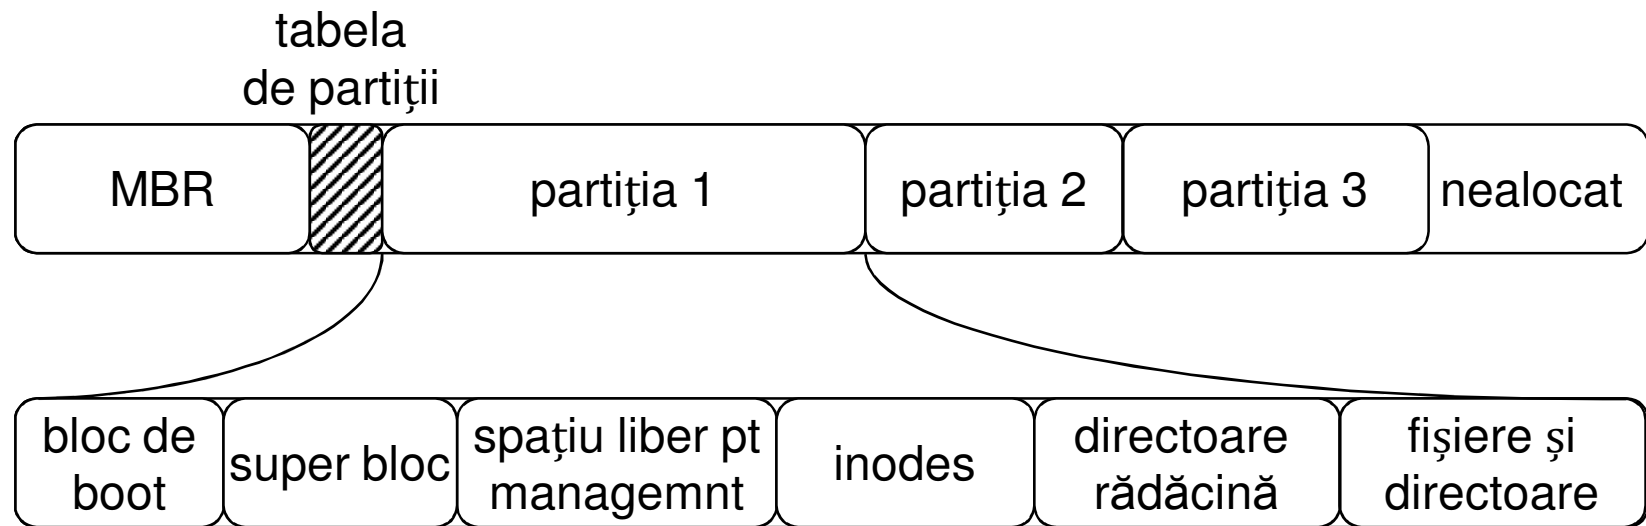 tabela
de partiții
MBR
partiția 1
partiția 2
partiția 3
nealocat
bloc de
boot
super bloc
spațiu liber pt
managemnt
inodes
directoare
rădăcină
fișiere și
directoare